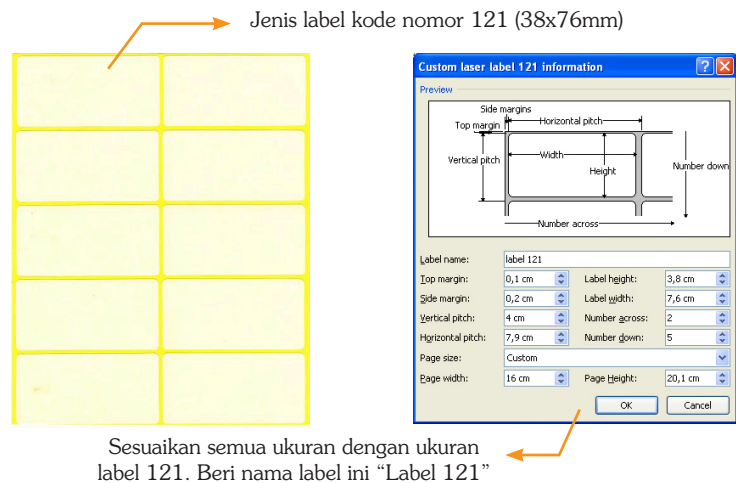 Jenis label kode nomor 121 (38x76mm)
Custom laser label 121 information
Preview
Side margins
Top margin
Horizontal pitch
Vertical pitch
Width
Height
Number down
Number across
Label name: label 121
Top margin: 0,1 cm Label height: 3,8 cm
Side margin: 0,2 cm Label width: 7,6 cm
Vertical pitch: 4 cm Number across: 2
Horizontal pitch: 7,9 cm Number down: 5
Page size: Custom
Page width: 16 cm Page Height: 20,1 cm
OK Cancel
Sesuaikan semua ukuran dengan ukuran
label 121. Beri nama label ini “Label 121”